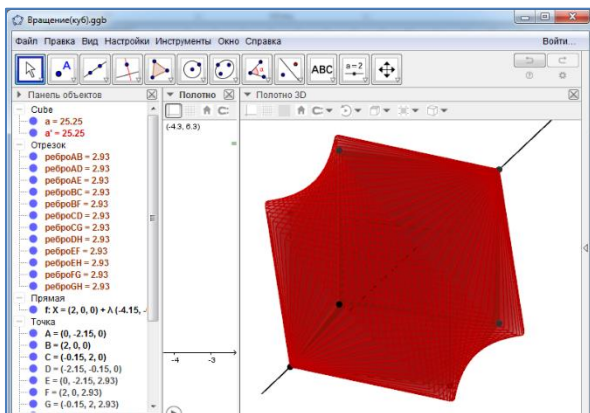 Вращение(куб).ggb
Файл Правка Вид Настройки Инструменты Окно Справка Войти...
ABC a=2
Панель объектов Полотно Полотно 3D
Cube
a = 25.25
a' = 25.25
Отрезок
реброAB = 2.93
реброAD = 2.93
реброAE = 2.93
реброBC = 2.93
реброBF = 2.93
реброCD = 2.93
реброCG = 2.93
реброDH = 2.93
реброEF = 2.93
реброEH = 2.93
реброFG = 2.93
реброGH = 2.93
Прямая
f: X = (2, 0, 0) + λ (-4.15, -
Точка
A = (0, -2.15, 0)
B = (2, 0, 0)
C = (-0.15, 2, 0)
D = (-2.15, -0.15, 0)
E = (0, -2.15, 2.93)
F = (2, 0, 2.93)
G = (-0.15, 2, 2.93)
(-4.3, 6.3)
-4 -3